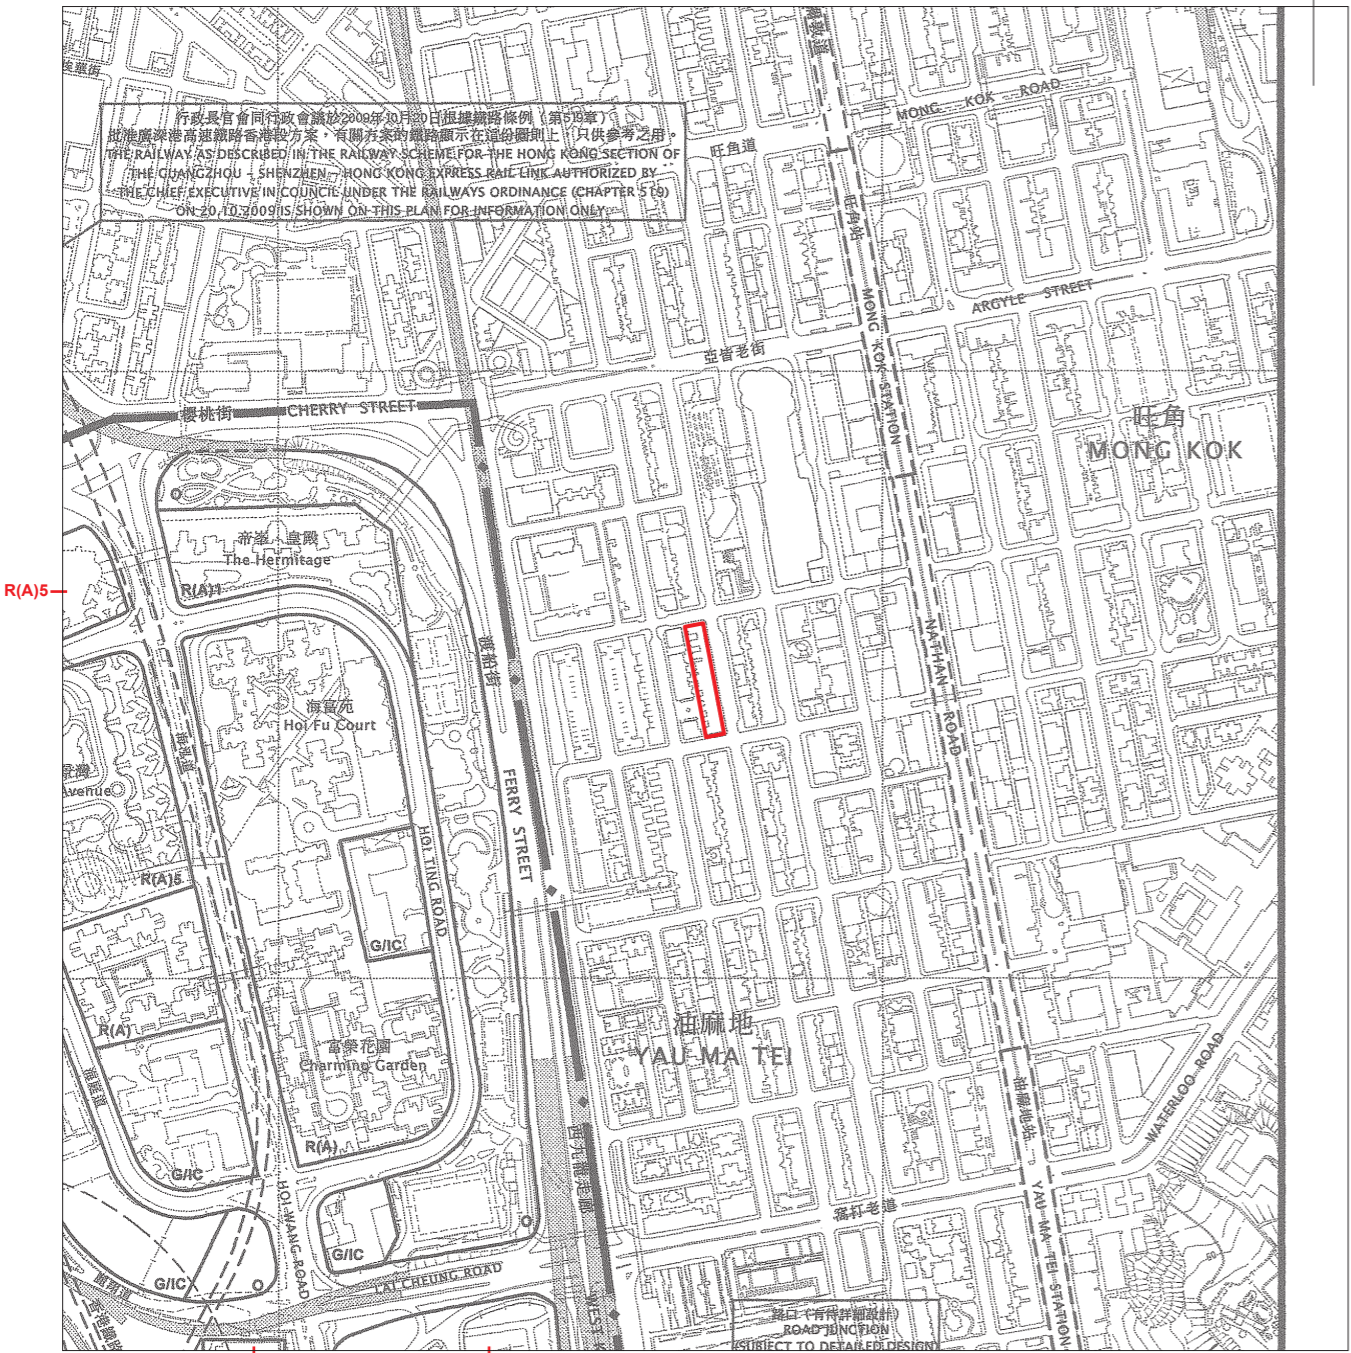 行政長官會同行政會議於2009年10月20日根據鐵路條例（第519章）
批准廣深港高速鐵路香港段方案，有關方案的鐵路顯示在這份圖則上，只供參考之用。
THE RAILWAY AS DESCRIBED IN THE RAILWAY SCHEME FOR THE HONG KONG SECTION OF
THE GUANGZHOU - SHENZHEN - HONG KONG EXPRESS RAIL LINK AUTHORIZED BY
THE CHIEF EXECUTIVE IN COUNCIL UNDER THE RAILWAYS ORDINANCE (CHAPTER 519)
ON 20.10.2009 IS SHOWN ON THIS PLAN FOR INFORMATION ONLY.
MONG KOK ROAD
旺角道
旺角站
MONG KOK STATION
ARGYLE STREET
亞皆老街
櫻桃街
CHERRY STREET
旺角
MONG KOK
O
帝峯．皇殿
The Hermitage
R(A)1
R(A)5
渡船街
NATHAN ROAD
海富苑
Hoi Fu Court
FERRY STREET
HOI TING ROAD
Avenue
R(A)5
G/IC
油麻地
YAU MA TEI
R(A)
富榮花園
Charming Garden
WATERLOO ROAD
油麻地站
YAU MA TEI STATION
R(A)
西九龍走廊
G/IC
HOI WANG ROAD
窩打老道
O
G/IC
LAI CHEUNG ROAD
G/IC
O
WEST K
60
路口（有待詳細設計）
ROAD JUNCTION
(SUBJECT TO DETAILED DESIGN)